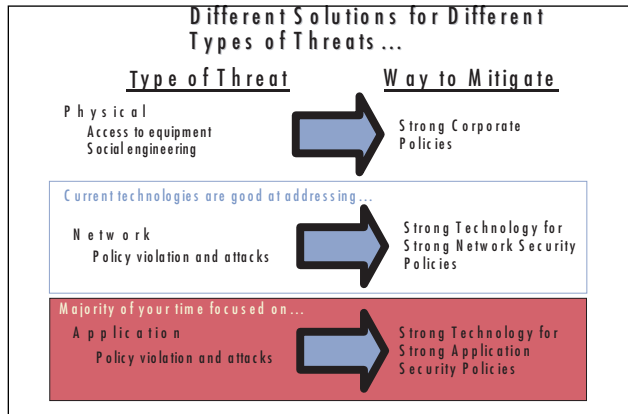 Different Solutions for Different
Types of Threats...
Type of Threat
Way to Mitigate
Physical
Access to equipment
Social engineering
Strong Corporate
Policies
Current technologies are good at addressing...
Network
Policy violation and attacks
Strong Technology for
Strong Network Security
Policies
Majority of your time focused on...
Application
Policy violation and attacks
Strong Technology for
Strong Application
Security Policies